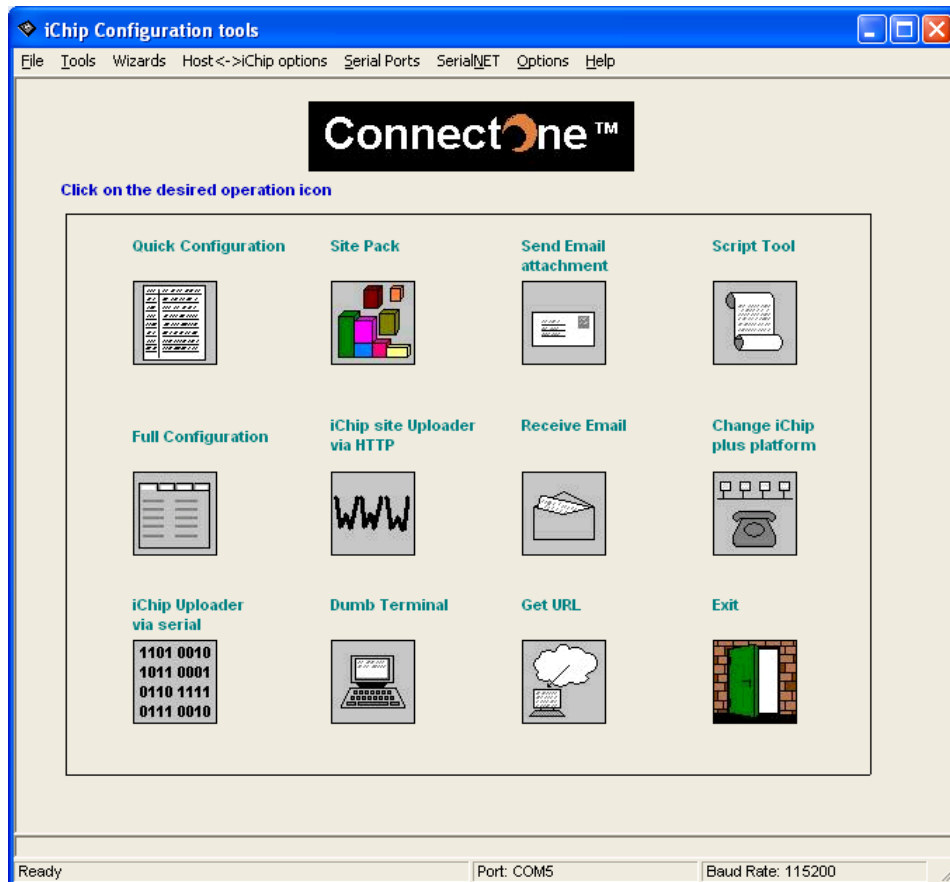 iChip Configuration tools
File Tools Wizards Host<->iChip options Serial Ports SerialNET Options Help
ConnectOne™
Click on the desired operation icon
Quick Configuration
Site Pack
Send Email
attachment
Script Tool
Full Configuration
iChip site Uploader
via HTTP
WWW
Receive Email
Change iChip
plus platform
iChip Uploader
via serial
1101 0010
1011 0001
0110 1111
0111 0010
Dumb Terminal
Get URL
Exit
Ready
Port: COM5
Baud Rate: 115200